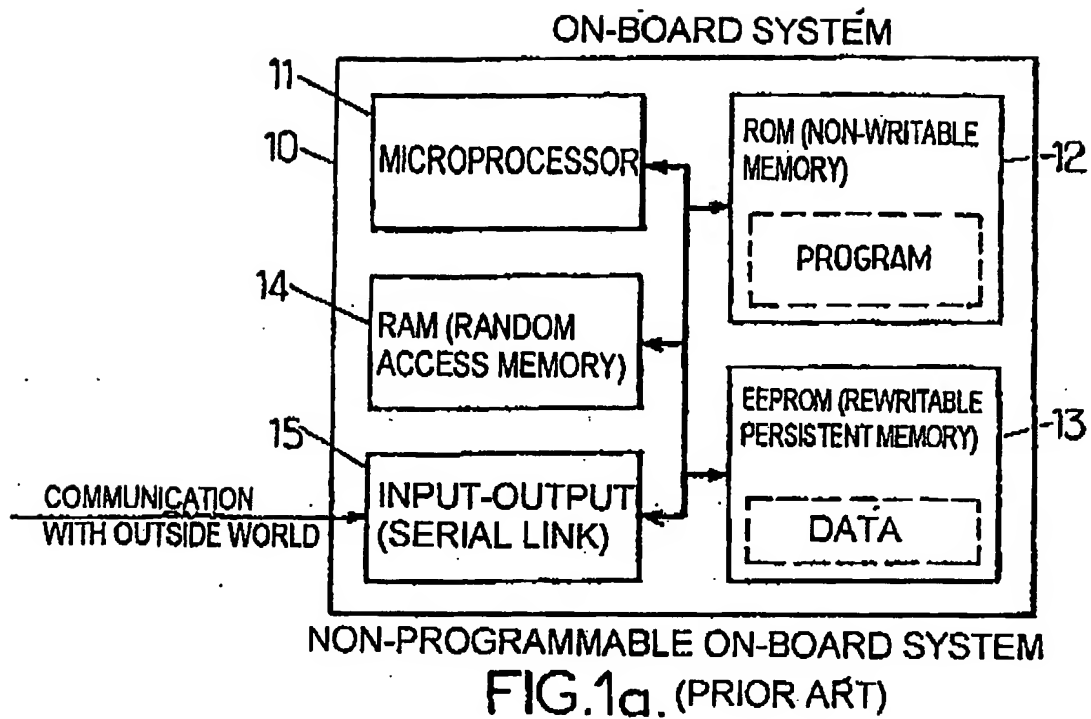 ON-BOARD SYSTEM
11
10
MICROPROCESSOR
ROM (NON-WRITABLE
MEMORY)
12
PROGRAM
14
RAM (RANDOM
ACCESS MEMORY)
EEPROM (REWRITABLE
PERSISTENT MEMORY)
13
DATA
15
INPUT-OUTPUT
(SERIAL LINK)
COMMUNICATION
WITH OUTSIDE WORLD
NON-PROGRAMMABLE ON-BOARD SYSTEM
FIG.1a. (PRIOR ART)